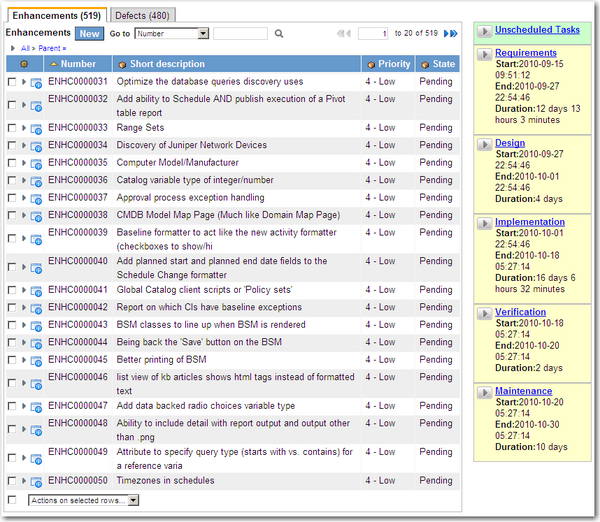 Enhancements (519) Defects (480)
Enhancements New Go to Number 1 to 20 of 519
All > Parent =
Number Short description Priority State
ENHC0000031 Optimize the database queries discovery uses 4 - Low Pending
ENHC0000032 Add ability to Schedule AND publish execution of a Pivot table report 4 - Low Pending
ENHC0000033 Range Sets 4 - Low Pending
ENHC0000034 Discovery of Juniper Network Devices 4 - Low Pending
ENHC0000035 Computer Model/Manufacturer 4 - Low Pending
ENHC0000036 Catalog variable type of integer/number 4 - Low Pending
ENHC0000037 Approval process exception handling 4 - Low Pending
ENHC0000038 CMDB Model Map Page (Much like Domain Map Page) 4 - Low Pending
ENHC0000039 Baseline formatter to act like the new activity formatter (checkboxes to show/hi 4 - Low Pending
ENHC0000040 Add planned start and planned end date fields to the Schedule Change formatter 4 - Low Pending
ENHC0000041 Global Catalog client scripts or 'Policy sets' 4 - Low Pending
ENHC0000042 Report on which CIs have baseline exceptions 4 - Low Pending
ENHC0000043 BSM classes to line up when BSM is rendered 4 - Low Pending
ENHC0000044 Being back the 'Save' button on the BSM 4 - Low Pending
ENHC0000045 Better printing of BSM 4 - Low Pending
ENHC0000046 list view of kb articles shows html tags instead of formatted text 4 - Low Pending
ENHC0000047 Add data backed radio choices variable type 4 - Low Pending
ENHC0000048 Ability to include detail with report output and output other than .png 4 - Low Pending
ENHC0000049 Attribute to specify query type (starts with vs. contains) for a reference varia 4 - Low Pending
ENHC0000050 Timezones in schedules 4 - Low Pending
Actions on selected rows...
Unscheduled Tasks
Requirements
Start:2010-09-15
09:51:12
End:2010-09-27
22:54:46
Duration:12 days 13
hours 3 minutes
Design
Start:2010-09-27
22:54:46
End:2010-10-01
22:54:46
Duration:4 days
Implementation
Start:2010-10-01
22:54:46
End:2010-10-18
05:27:14
Duration:16 days 6
hours 32 minutes
Verification
Start:2010-10-18
05:27:14
End:2010-10-20
05:27:14
Duration:2 days
Maintenance
Start:2010-10-20
05:27:14
End:2010-10-30
05:27:14
Duration:10 days